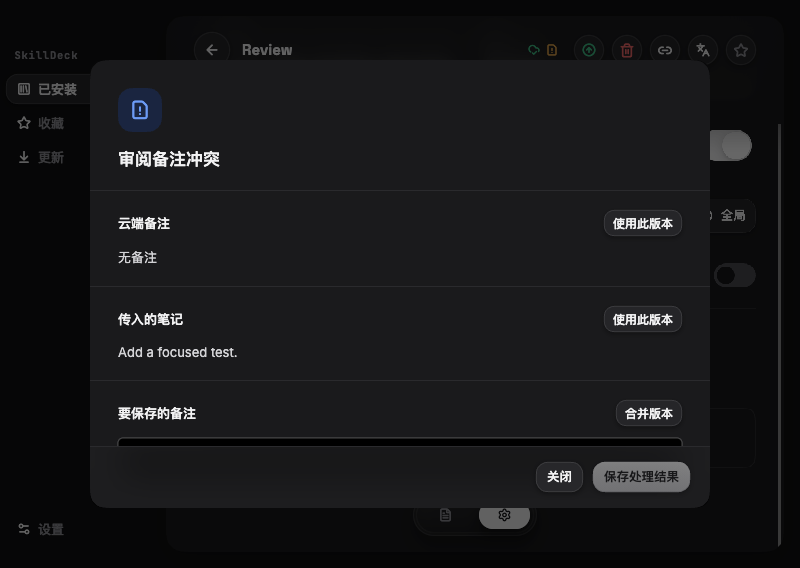 SkillDeck
Review
已安装
收藏
更新
审阅备注冲突
云端备注
使用此版本
无备注
全局
传入的笔记
使用此版本
Add a focused test.
要保存的备注
合并版本
关闭
保存处理结果
设置